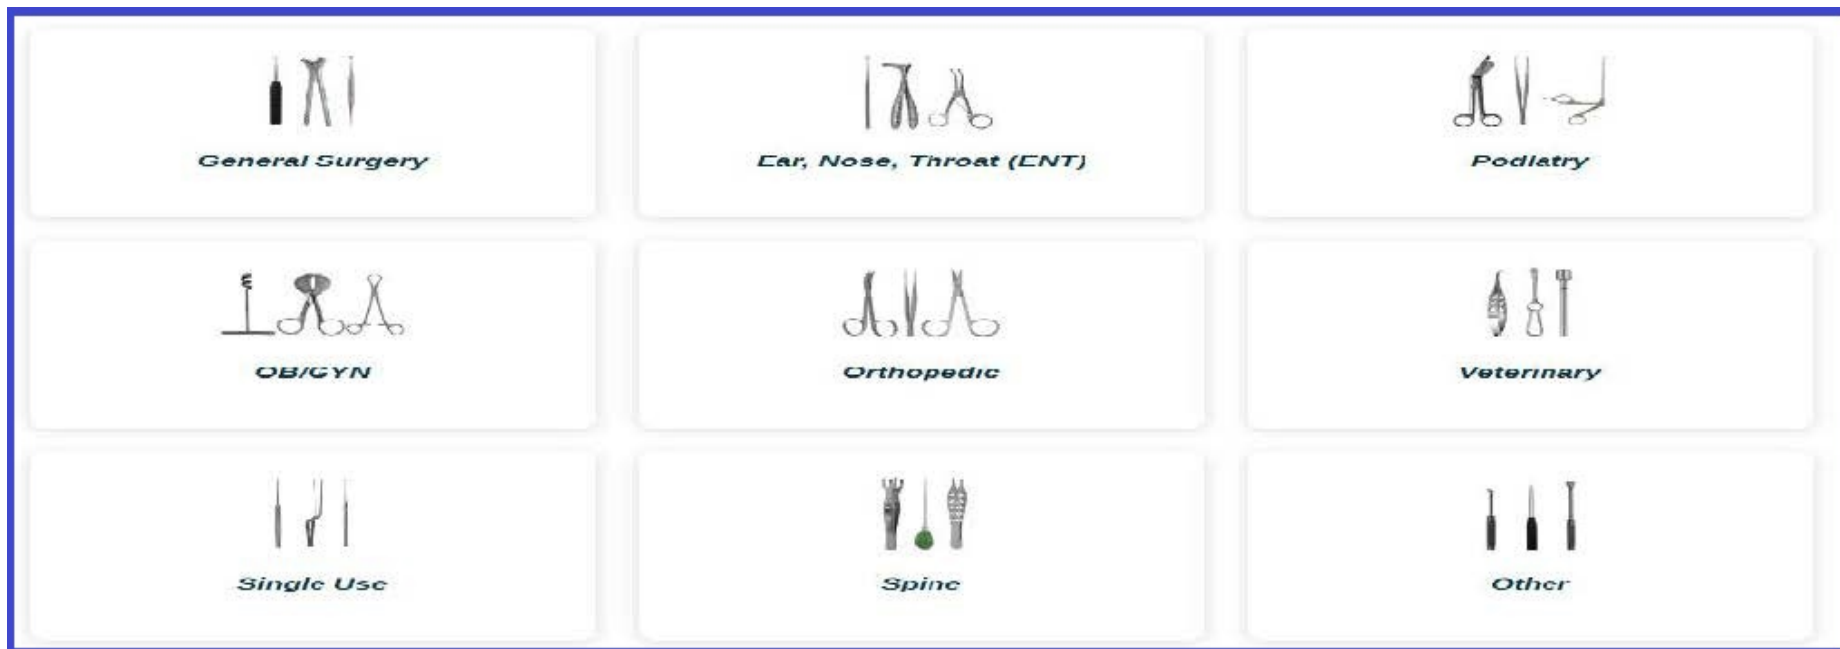 General Surgery
Ear, Nose, Throat (ENT)
Podiatry
OB/GYN
Orthopedic
Veterinary
Single Use
Spine
Other